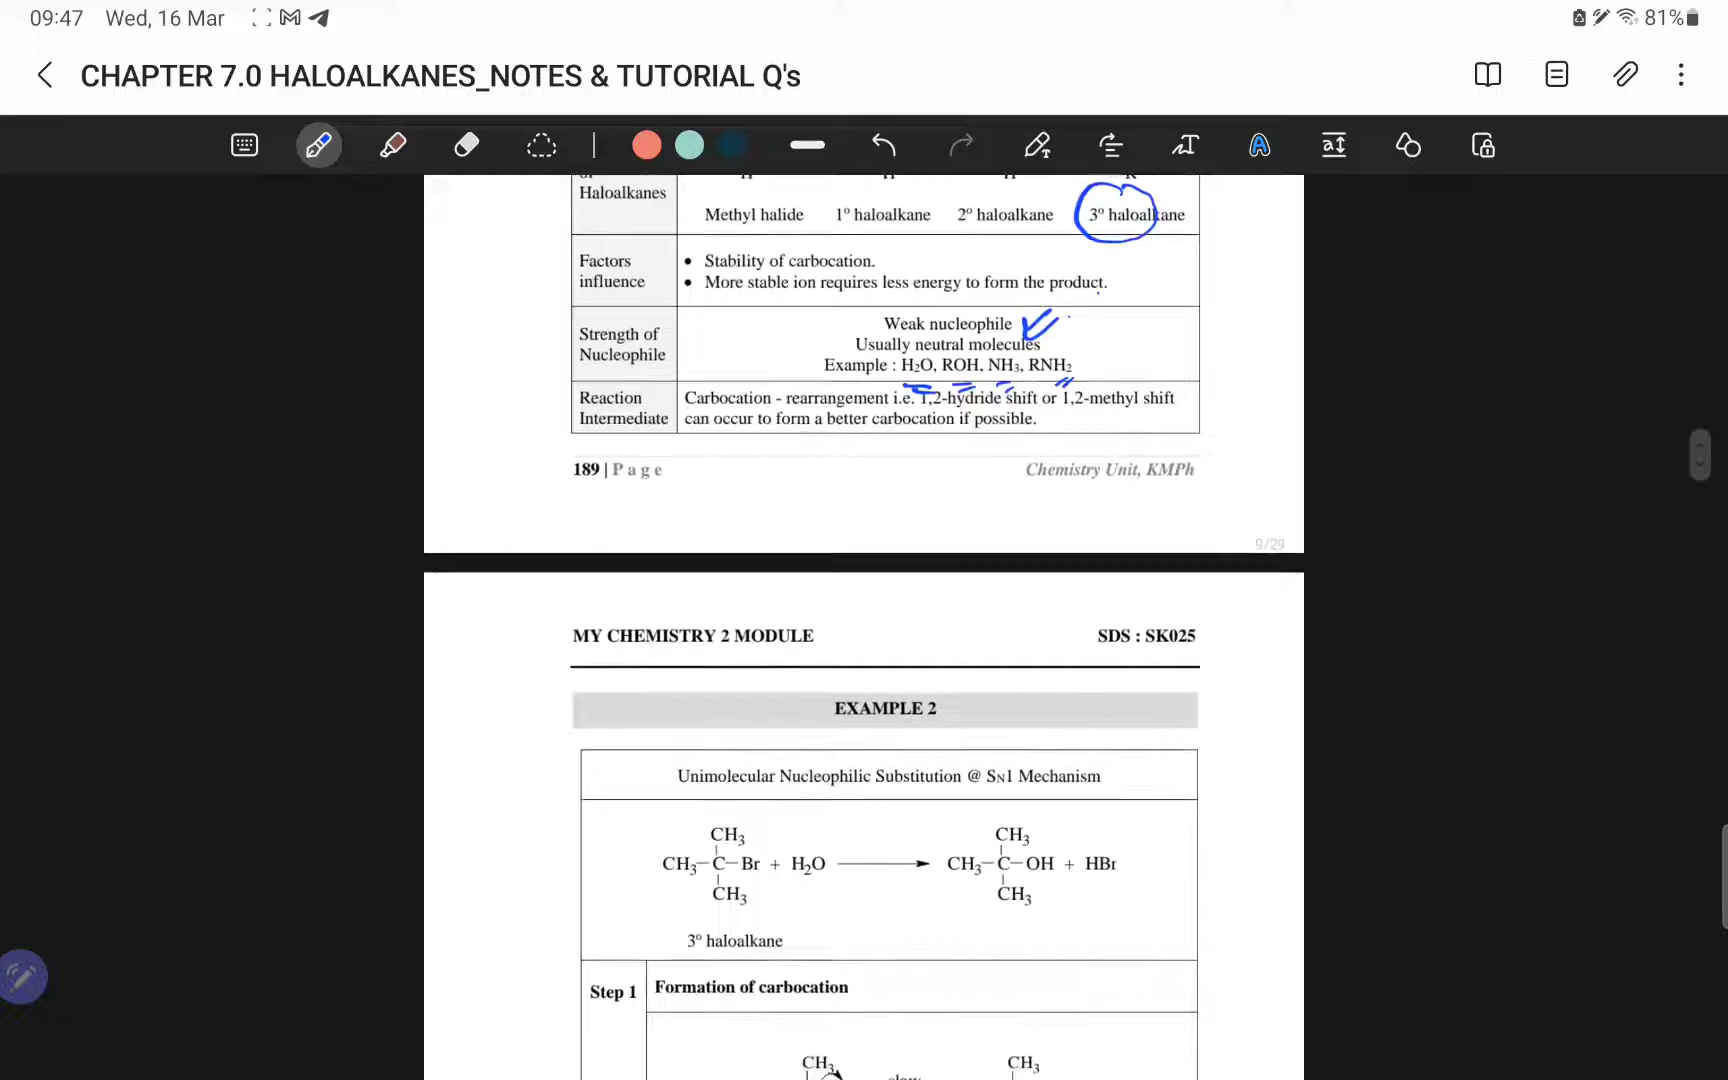 09:47 Wed, 16 Mar
81%
CHAPTER 7.0 HALOALKANES_NOTES & TUTORIAL Q's
Haloalkanes
Methyl halide 1° haloalkane 2° haloalkane 3° haloalkane
Factors influence
• Stability of carbocation.
• More stable ion requires less energy to form the product.
Strength of Nucleophile
Weak nucleophile
Usually neutral molecules
Example : H₂O, ROH, NH₃, RNH₂
Reaction Intermediate
Carbocation - rearrangement i.e. 1,2-hydride shift or 1,2-methyl shift
can occur to form a better carbocation if possible.
189 | Page
Chemistry Unit, KMPh
9/29
MY CHEMISTRY 2 MODULE SDS : SK025
EXAMPLE 2
Unimolecular Nucleophilic Substitution @ SN1 Mechanism
CH₃ CH₃
CH₃-C-Br + H₂O → CH₃-C-OH + HBr
CH₃ CH₃
3° haloalkane
Step 1 Formation of carbocation
CH₃ CH₃